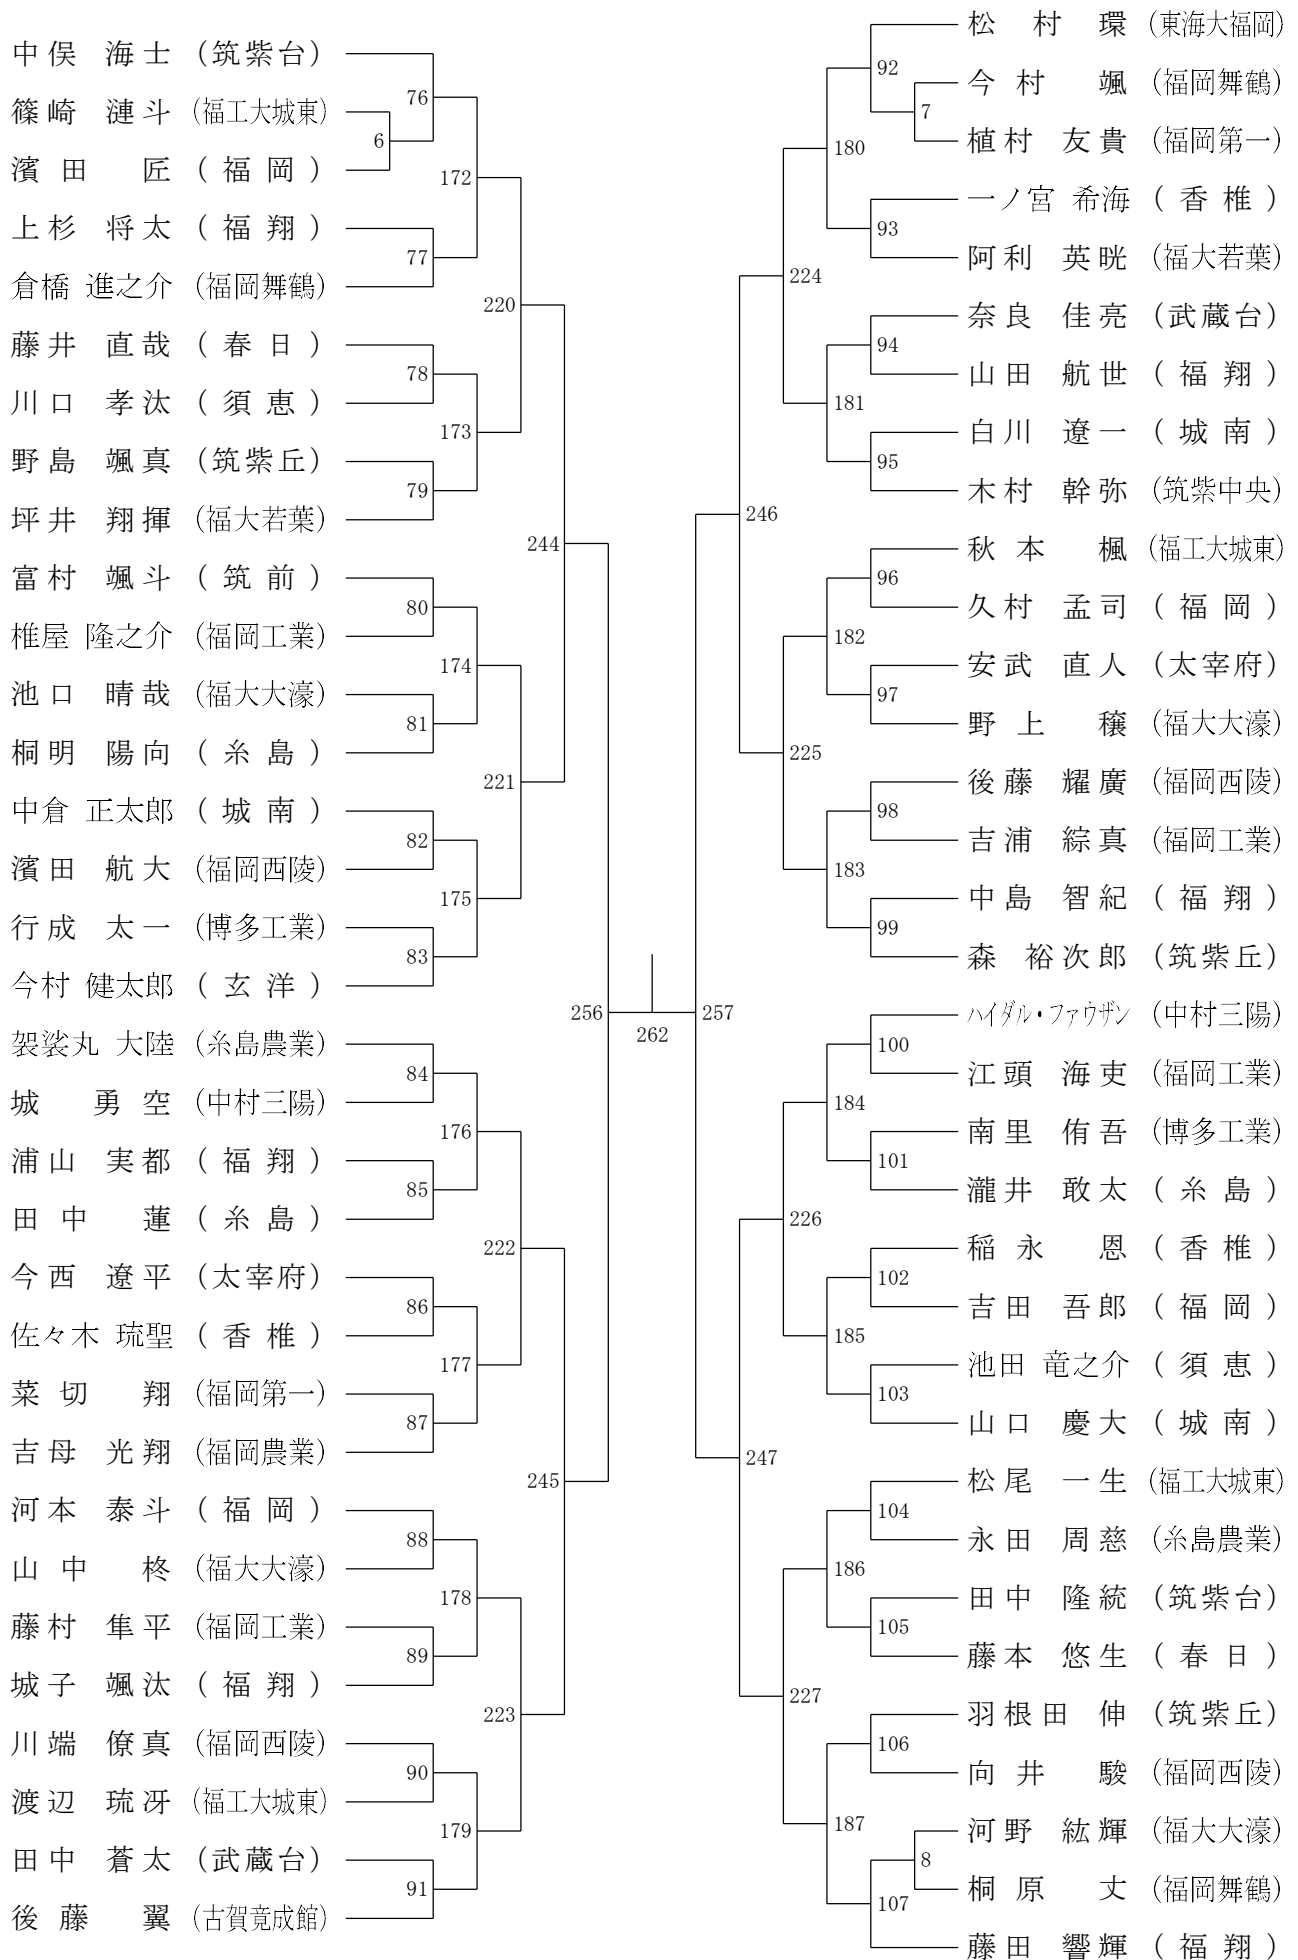 中俣 海士 (筑紫台)
篠崎 漣斗 (福工大城東)
濱田 匠 (福岡)
上杉 将太 (福翔)
倉橋 進之介 (福岡舞鶴)
藤井 直哉 (春日)
川口 孝汰 (須恵)
野島 颯真 (筑紫丘)
坪井 翔揮 (福大若葉)
富村 颯斗 (筑前)
椎屋 隆之介 (福岡工業)
池口 晴哉 (福大大濠)
桐明 陽向 (糸島)
中倉 正太郎 (城南)
濱田 航大 (福岡西陵)
行成 太一 (博多工業)
今村 健太郎 (玄洋)
袈裟丸 大陸 (糸島農業)
城 勇空 (中村三陽)
浦山 実都 (福翔)
田中 蓮 (糸島)
今西 遼平 (太宰府)
佐々木 琉聖 (香椎)
菜切 翔 (福岡第一)
吉母 光翔 (福岡農業)
河本 泰斗 (福岡)
山中 柊 (福大大濠)
藤村 隼平 (福岡工業)
城子 颯汰 (福翔)
川端 僚真 (福岡西陵)
渡辺 琉冴 (福工大城東)
田中 蒼太 (武蔵台)
後藤 翼 (古賀竟成館)
6
76
77
78
79
80
81
82
83
84
85
86
87
88
89
90
91
172
173
174
175
176
177
178
179
220
221
222
223
244
245
256
262
257
246
247
224
225
226
227
180
181
182
183
184
185
186
187
92
93
94
95
96
97
98
99
100
101
102
103
104
105
106
107
7
8
松村 環 (東海大福岡)
今村 颯 (福岡舞鶴)
植村 友貴 (福岡第一)
一ノ宮 希海 (香椎)
阿利 英晄 (福大若葉)
奈良 佳亮 (武蔵台)
山田 航世 (福翔)
白川 遼一 (城南)
木村 幹弥 (筑紫中央)
秋本 楓 (福工大城東)
久村 孟司 (福岡)
安武 直人 (太宰府)
野上 穣 (福大大濠)
後藤 耀廣 (福岡西陵)
吉浦 綜真 (福岡工業)
中島 智紀 (福翔)
森 裕次郎 (筑紫丘)
ハイダル・ファウザン (中村三陽)
江頭 海吏 (福岡工業)
南里 侑吾 (博多工業)
瀧井 敢太 (糸島)
稲永 恩 (香椎)
吉田 吾郎 (福岡)
池田 竜之介 (須恵)
山口 慶大 (城南)
松尾 一生 (福工大城東)
永田 周慈 (糸島農業)
田中 隆統 (筑紫台)
藤本 悠生 (春日)
羽根田 伸 (筑紫丘)
向井 駿 (福岡西陵)
河野 紘輝 (福大大濠)
桐原 丈 (福岡舞鶴)
藤田 響輝 (福翔)